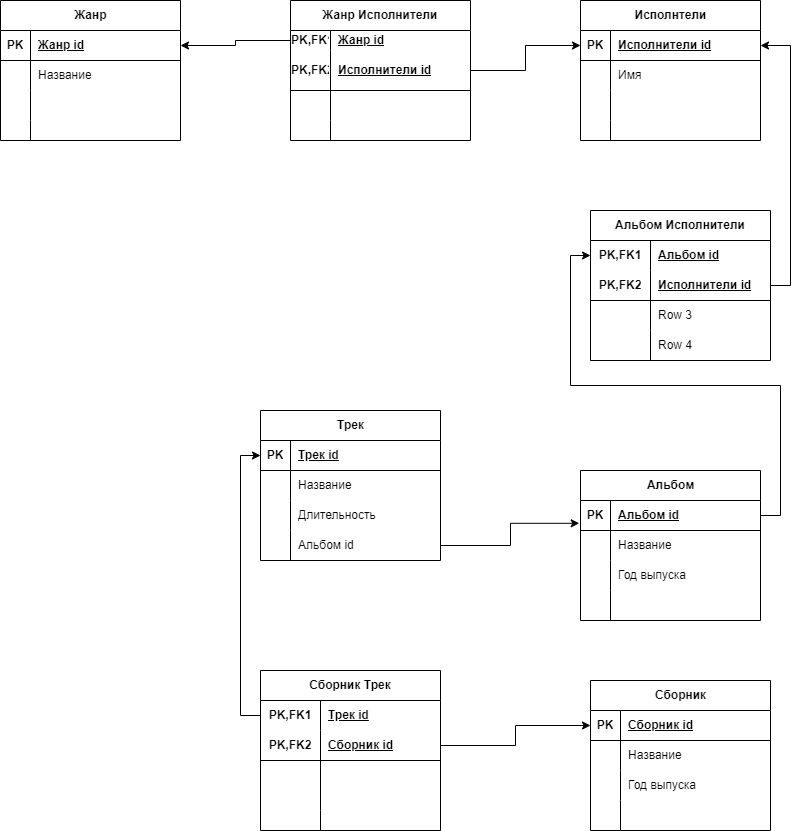 Жанр
PK Жанр id
Название
Жанр Исполнители
PK,FK1 Жанр id
PK,FK2 Исполнители id
Исполнтели
PK Исполнители id
Имя
Альбом Исполнители
PK,FK1 Альбом id
PK,FK2 Исполнители id
Row 3
Row 4
Трек
PK Трек id
Название
Длительность
Альбом id
Альбом
PK Альбом id
Название
Год выпуска
Сборник Трек
PK,FK1 Трек id
PK,FK2 Сборник id
Сборник
PK Сборник id
Название
Год выпуска